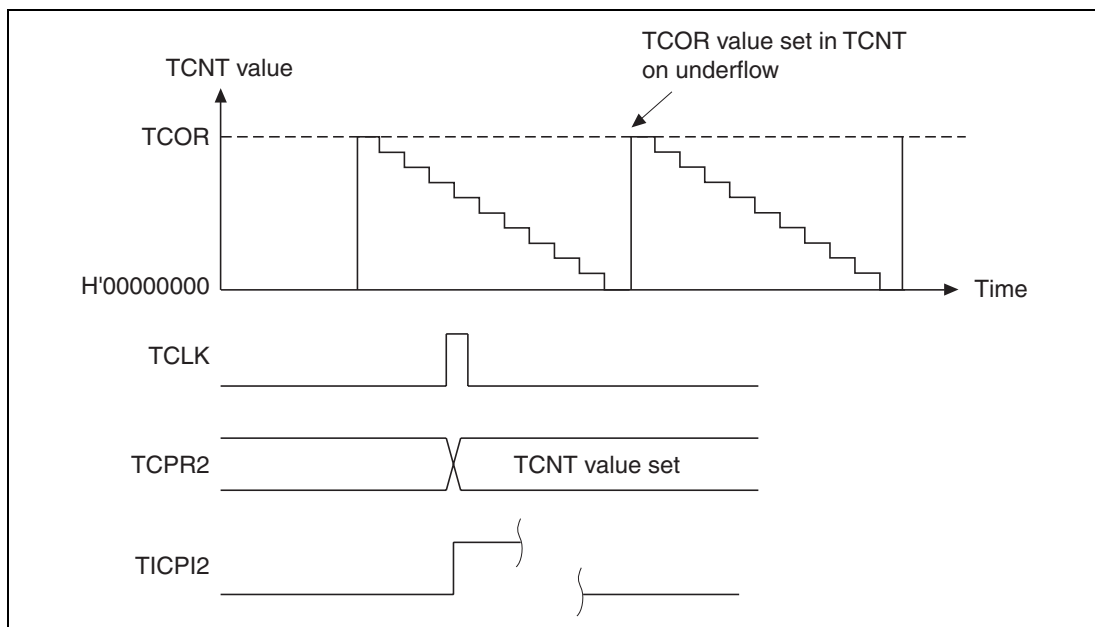 TCOR value set in TCNT
on underflow
TCNT value
TCOR
H'00000000
Time
TCLK
TCPR2
TCNT value set
TICPI2